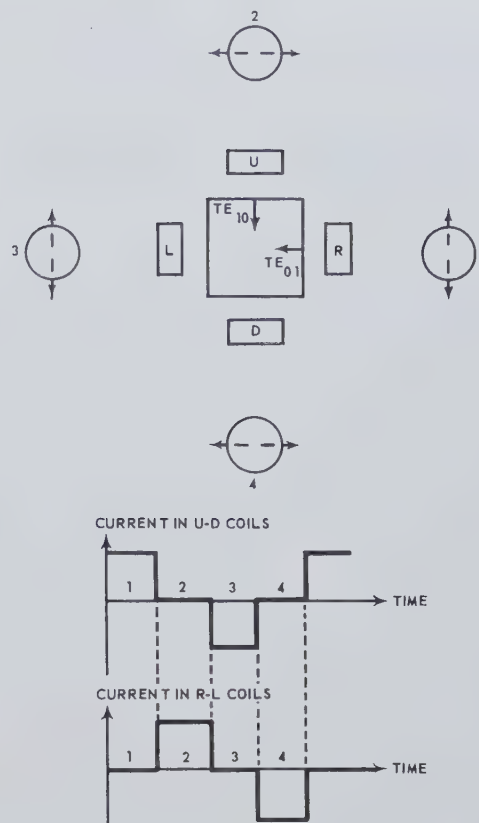 2
U
TE10
3
L
R
TE01
D
4
CURRENT IN U-D COILS
1 2 3 4
TIME
CURRENT IN R-L COILS
1 2 3 4
TIME